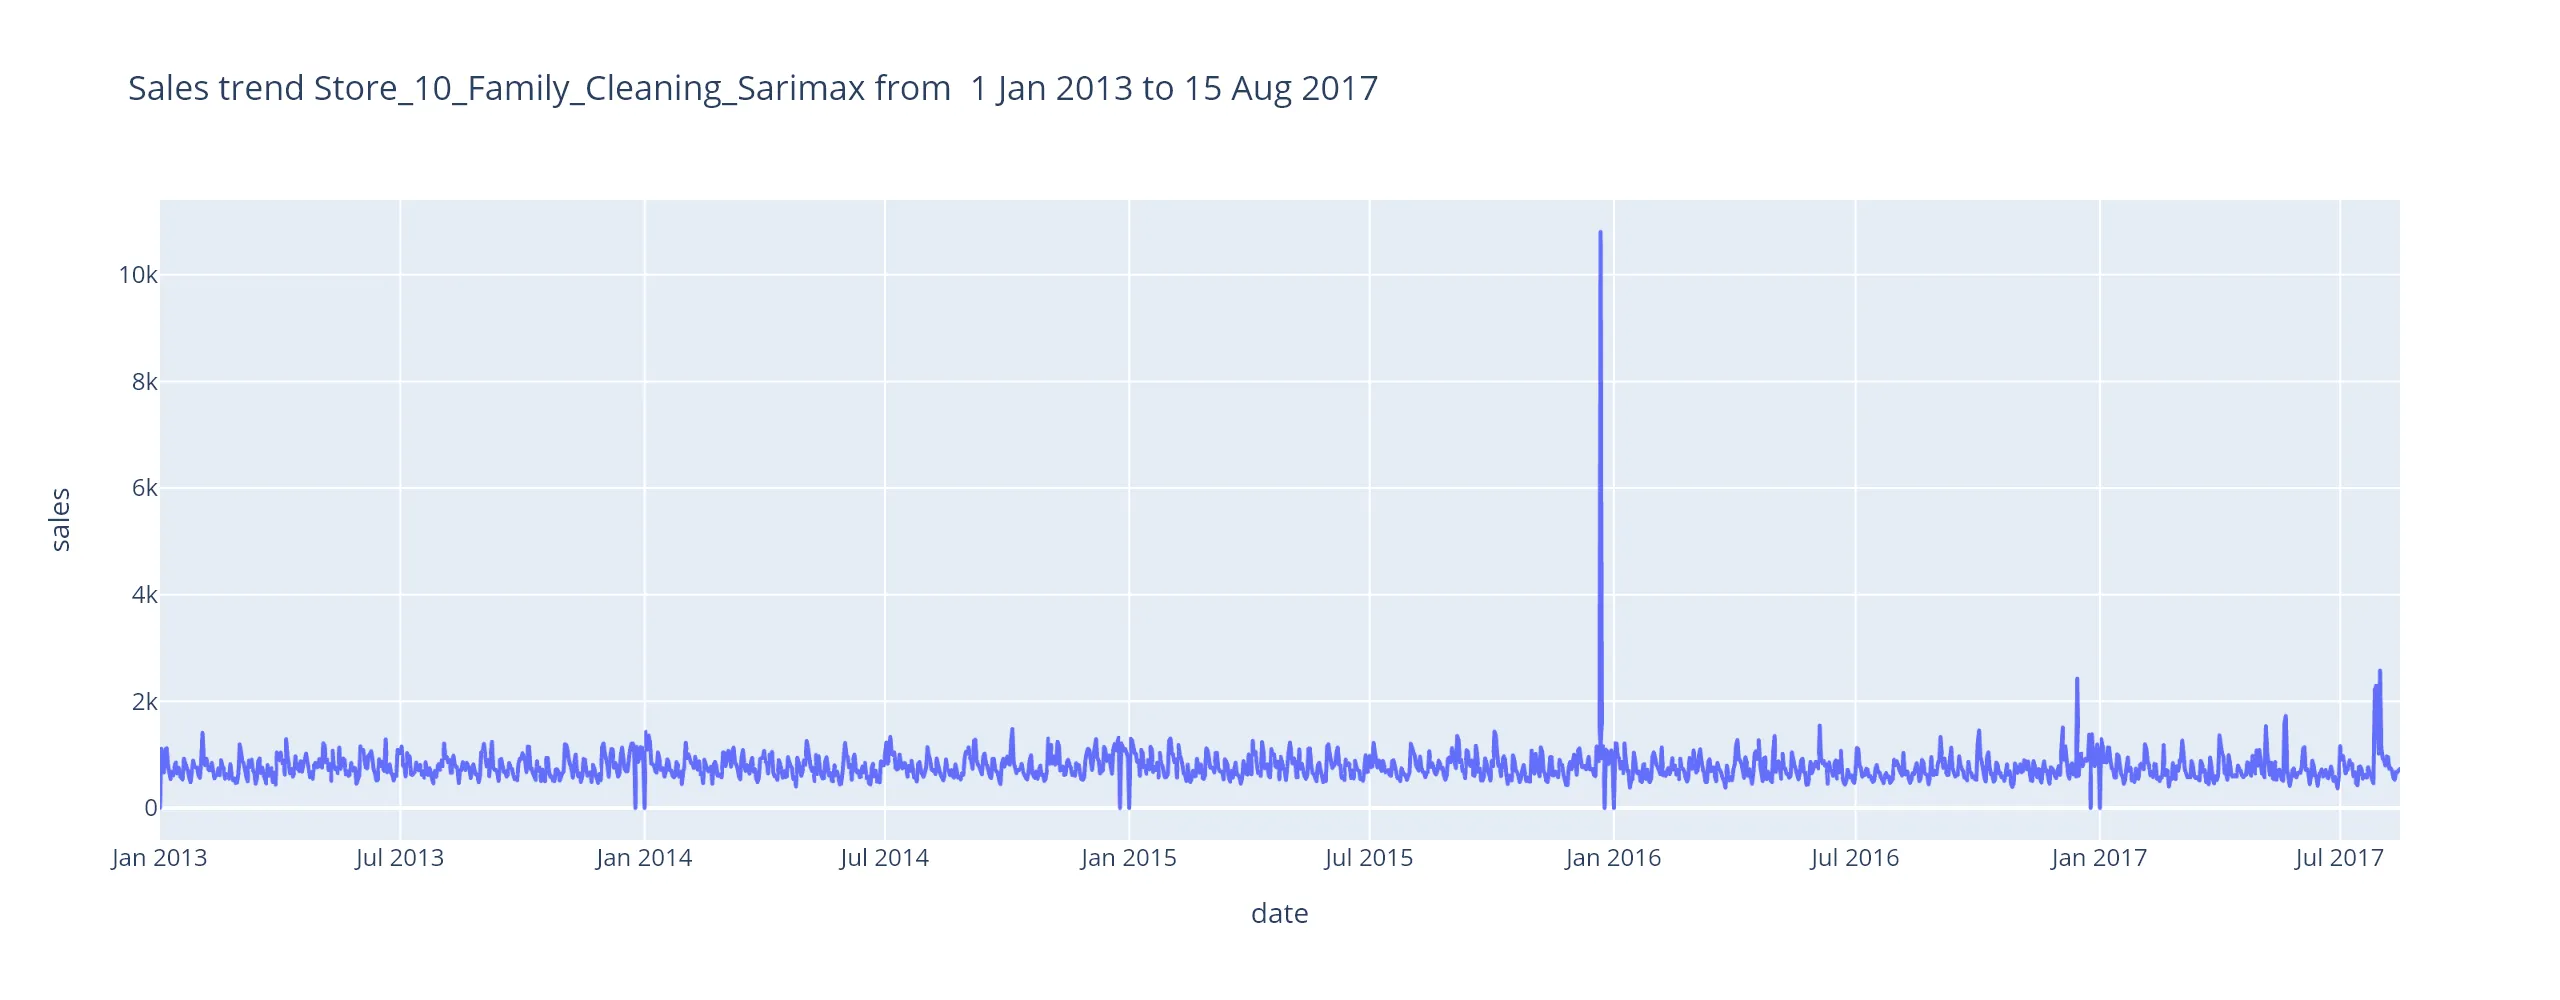 Sales trend Store_10_Family_Cleaning_Sarimax from  1 Jan 2013 to 15 Aug 2017
10k
8k
6k
4k
2k
0
sales
Jan 2013 Jul 2013 Jan 2014 Jul 2014 Jan 2015 Jul 2015 Jan 2016 Jul 2016 Jan 2017 Jul 2017
date